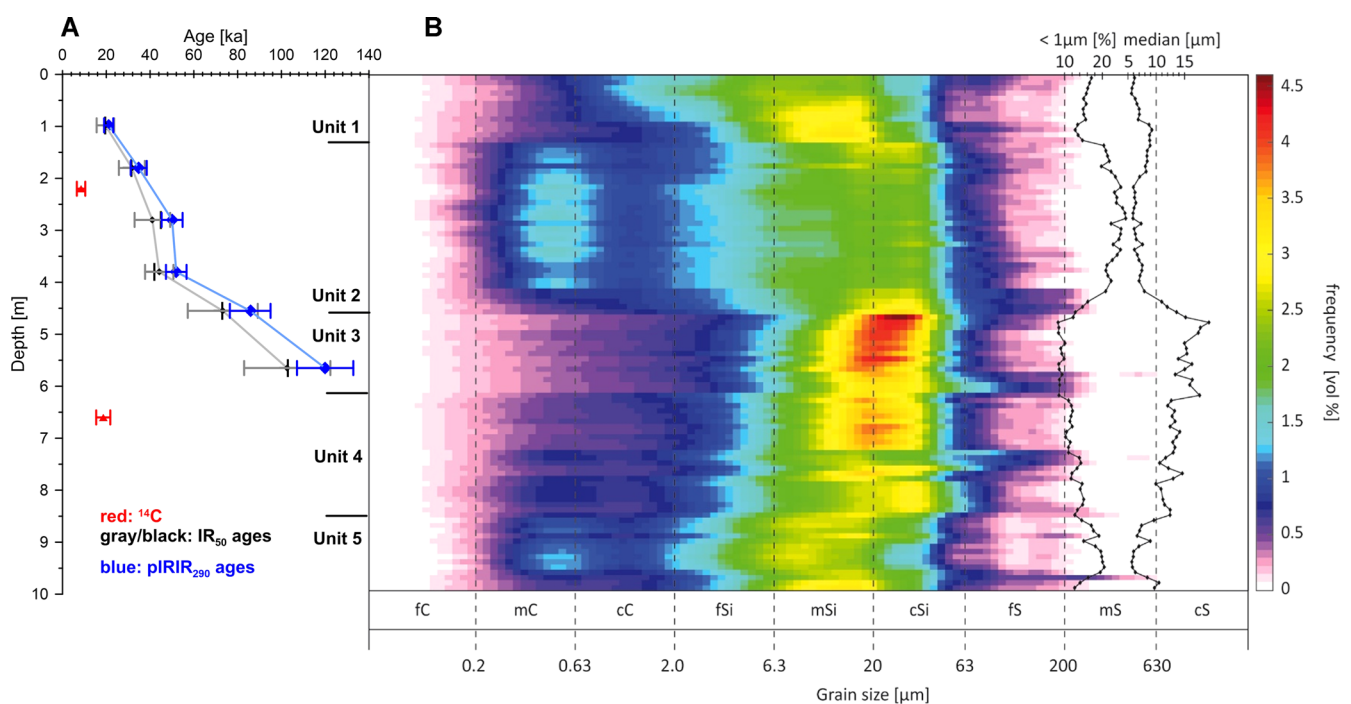 A
B
Age [ka]
0 20 40 60 80 100 120 140
< 1µm [%] median [µm]
10 20 5 10 15
Depth [m]
0
1
2
3
4
5
6
7
8
9
10
Unit 1
Unit 2
Unit 3
Unit 4
Unit 5
red: ¹⁴C
gray/black: IR₅₀ ages
blue: pIRIR₂₉₀ ages
fC mC cC fSi mSi cSi fS mS cS
0.2 0.63 2.0 6.3 20 63 200 630
Grain size [µm]
4.5
4
3.5
3
2.5
2
1.5
1
0.5
0
frequency [vol %]